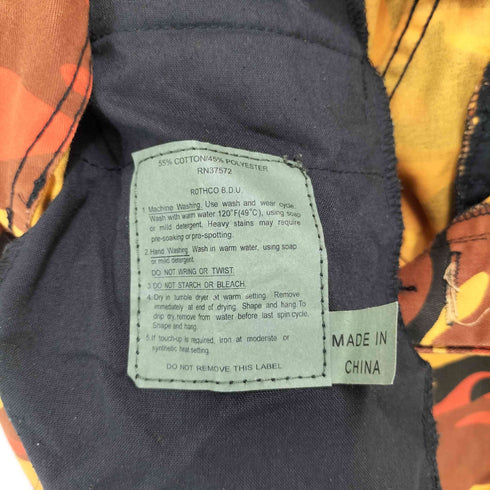 55% COTTON/45% POLYESTER
RN37572
ROTHCO B.D.U.
1. Machine Washing. Use wash and wear cycle.
Wash with warm water 120°F(49°C), using soap
or mild detergent. Heavy stains may require
pre-soaking or pre-spotting.
2. Hand Washing. Wash in warm water, using soap
or mild detergent.
DO NOT WRING OR TWIST.
3. DO NOT STARCH OR BLEACH.
4. Dry in tumble dryer at warm setting. Remove
immediately at end of drying. Shape and hang. To
drip dry, remove from water before last spin cycle.
Shape and hang.
5. If touch-up is required, iron at moderate or
synthetic heat setting.
DO NOT REMOVE THIS LABEL
MADE IN
CHINA